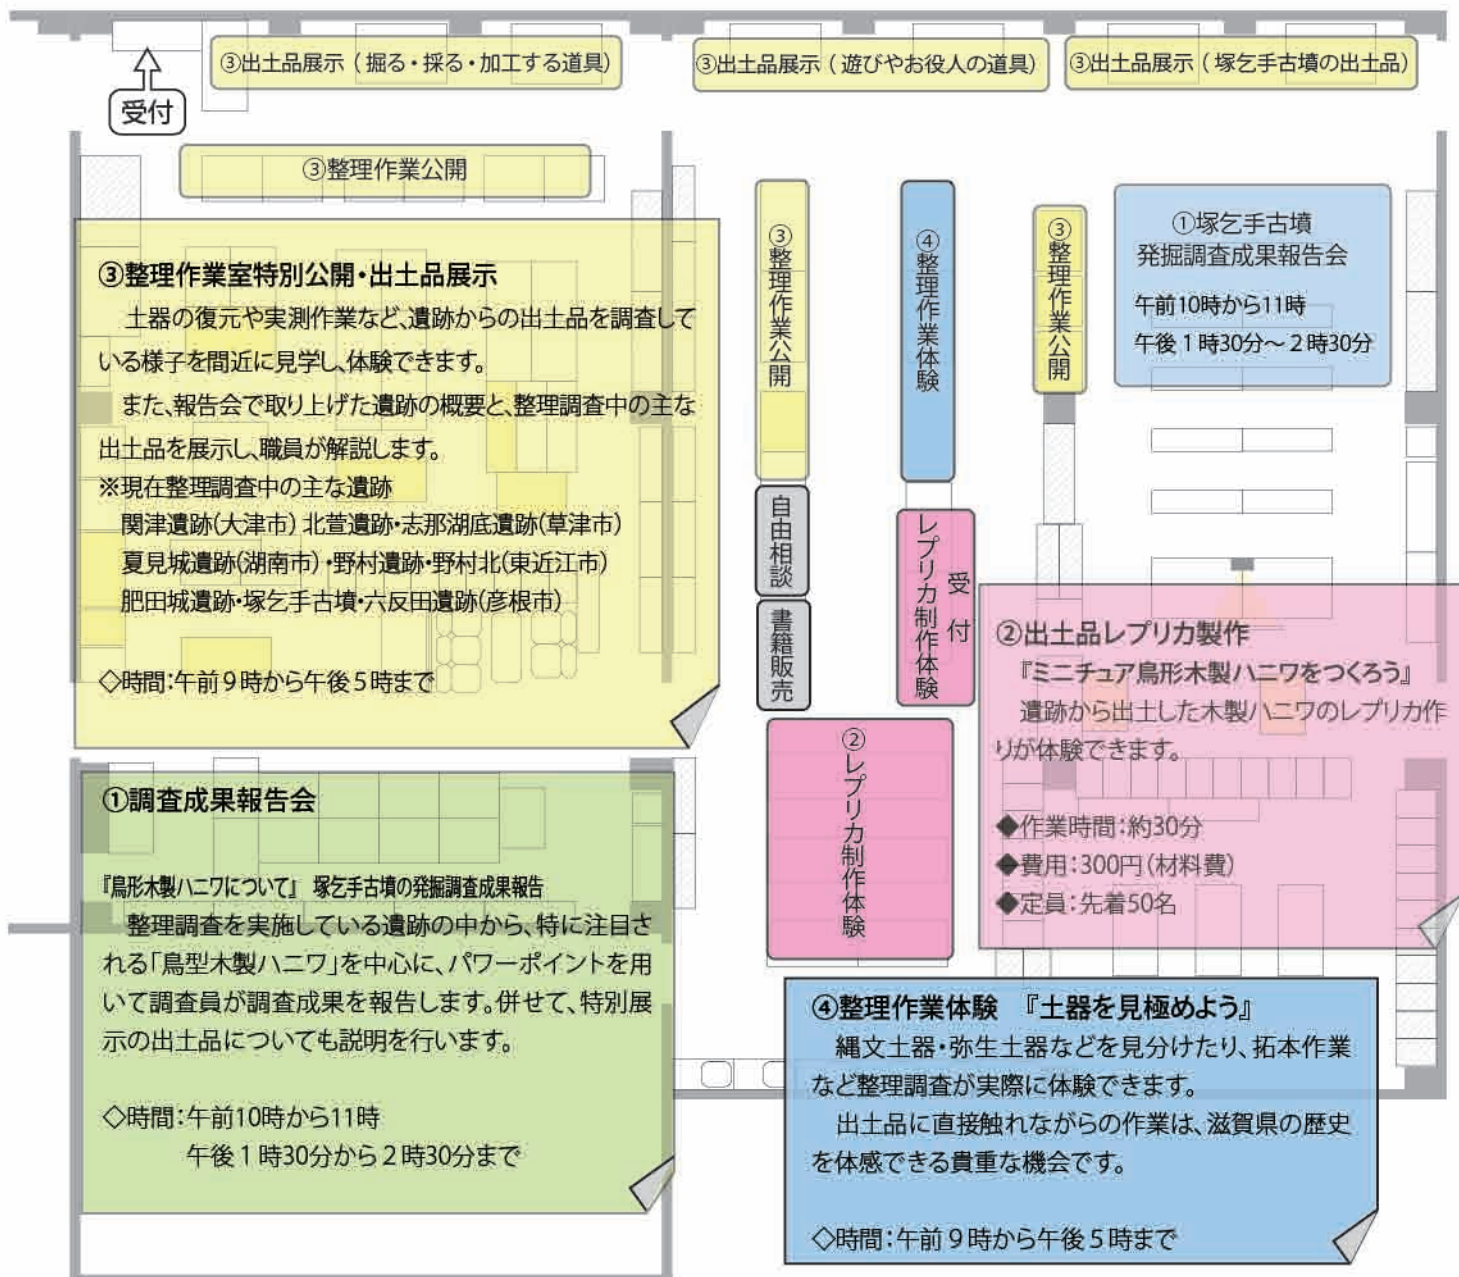 ③出土品展示（掘る・採る・加工する道具）
③出土品展示（遊びやお役人の道具）
③出土品展示（塚乞手古墳の出土品）
受付
③整理作業公開
③整理作業公開
④整理作業体験
③整理作業公開
①塚乞手古墳
発掘調査成果報告会
午前10時から11時
午後1時30分～2時30分
③整理作業室特別公開・出土品展示
土器の復元や実測作業など、遺跡からの出土品を調査して
いる様子を間近に見学し、体験できます。
また、報告会で取り上げた遺跡の概要と、整理調査中の主な
出土品を展示し、職員が解説します。
※現在整理調査中の主な遺跡
関津遺跡(大津市) 北萱遺跡・志那湖底遺跡(草津市)
夏見城遺跡(湖南市)・野村遺跡・野村北(東近江市)
肥田城遺跡・塚乞手古墳・六反田遺跡(彦根市)
◇時間：午前9時から午後5時まで
自由相談
書籍販売
レプリカ制作体験
受付
②レプリカ制作体験
②出土品レプリカ製作
『ミニチュア鳥形木製ハニワをつくろう』
遺跡から出土した木製ハニワのレプリカ作
りが体験できます。
◆作業時間：約30分
◆費用：300円(材料費)
◆定員：先着50名
①調査成果報告会
『鳥形木製ハニワについて』 塚乞手古墳の発掘調査成果報告
整理調査を実施している遺跡の中から、特に注目さ
れる「鳥型木製ハニワ」を中心に、パワーポイントを用
いて調査員が調査成果を報告します。併せて、特別展
示の出土品についても説明を行います。
◇時間：午前10時から11時
午後1時30分から2時30分まで
④整理作業体験 『土器を見極めよう』
縄文土器・弥生土器などを見分けたり、拓本作業
など整理調査が実際に体験できます。
出土品に直接触れながらの作業は、滋賀県の歴史
を体感できる貴重な機会です。
◇時間：午前9時から午後5時まで